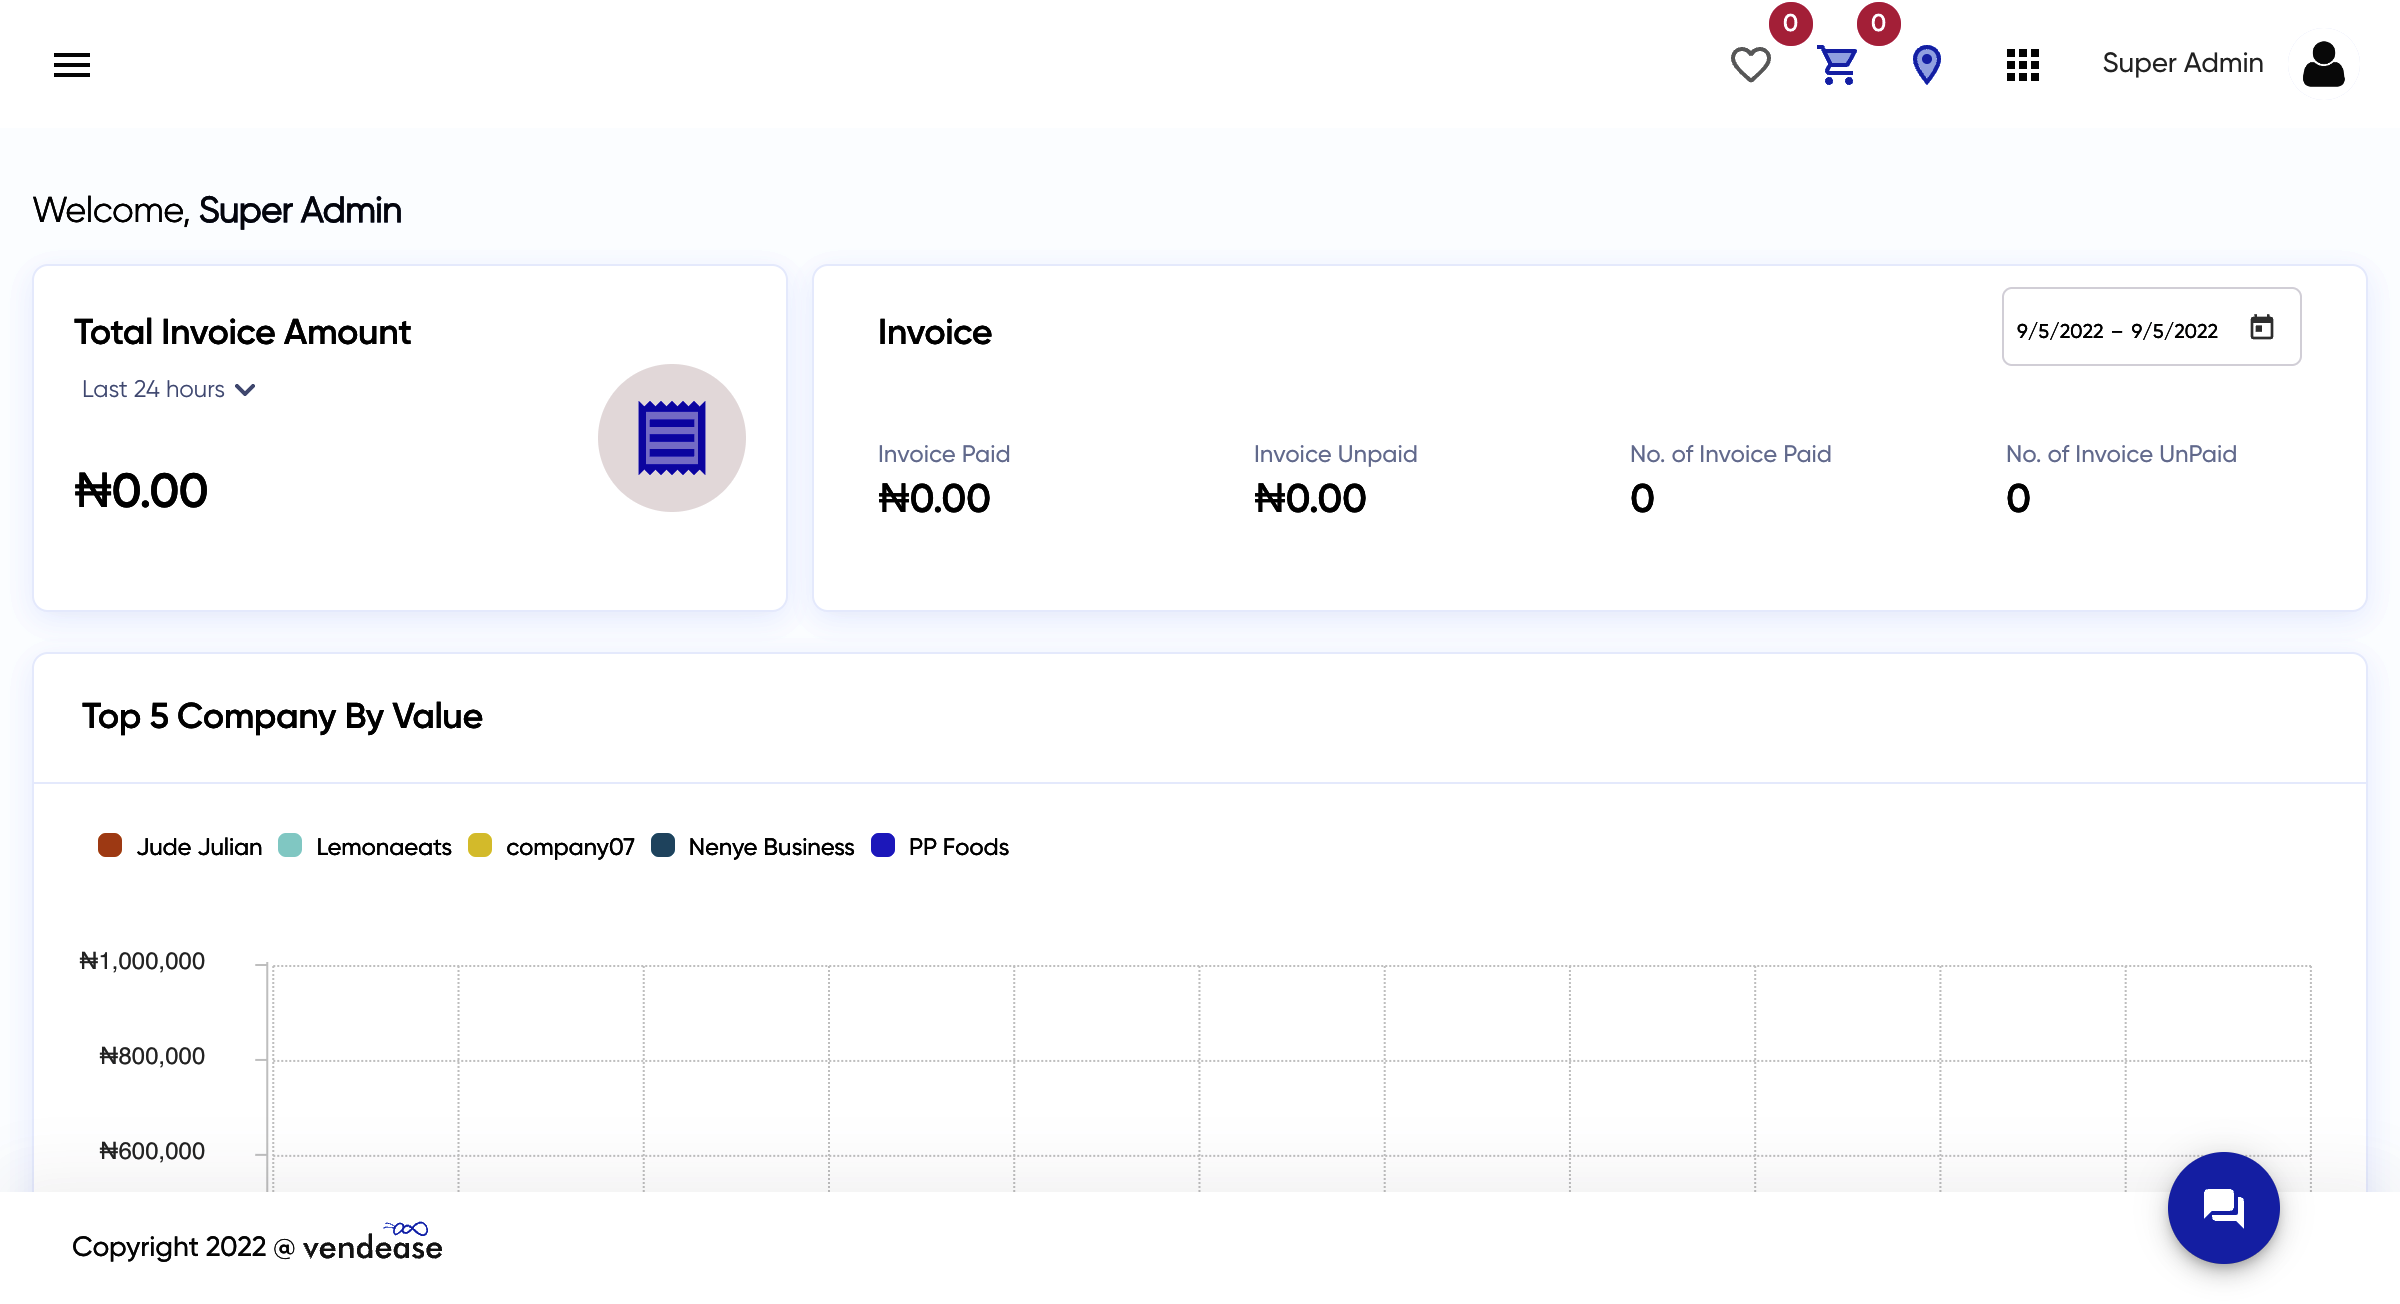 0 0
Super Admin
Welcome, Super Admin
Total Invoice Amount
Last 24 hours
₦0.00
Invoice
9/5/2022 – 9/5/2022
Invoice Paid
₦0.00
Invoice Unpaid
₦0.00
No. of Invoice Paid
0
No. of Invoice UnPaid
0
Top 5 Company By Value
Jude Julian Lemonaeats company07 Nenye Business PP Foods
₦1,000,000
₦800,000
₦600,000
Copyright 2022 @ vendease